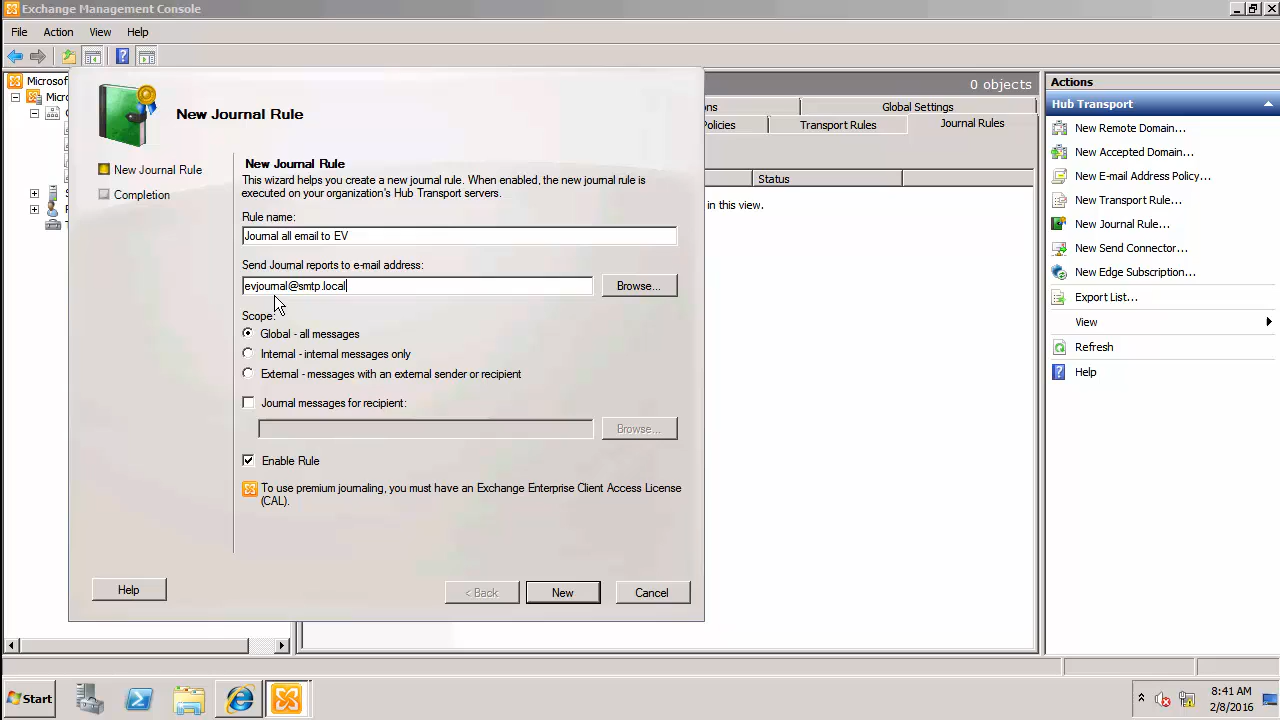 Exchange Management Console
File Action View Help
Microsof
Micro
New Journal Rule
New Journal Rule
Completion
New Journal Rule
This wizard helps you create a new journal rule. When enabled, the new journal rule is
executed on your organization's Hub Transport servers.
Rule name:
Journal all email to EV
Send Journal reports to e-mail address:
evjournal@smtp.local
Browse...
Scope:
Global - all messages
Internal - internal messages only
External - messages with an external sender or recipient
Journal messages for recipient:
Browse...
Enable Rule
To use premium journaling, you must have an Exchange Enterprise Client Access License
(CAL).
Help
< Back
New
Cancel
0 objects
ons
Global Settings
Policies
Transport Rules
Journal Rules
Status
in this view.
Actions
Hub Transport
New Remote Domain...
New Accepted Domain...
New E-mail Address Policy...
New Transport Rule...
New Journal Rule...
New Send Connector...
New Edge Subscription...
Export List...
View
Refresh
Help
Start
8:41 AM
2/8/2016